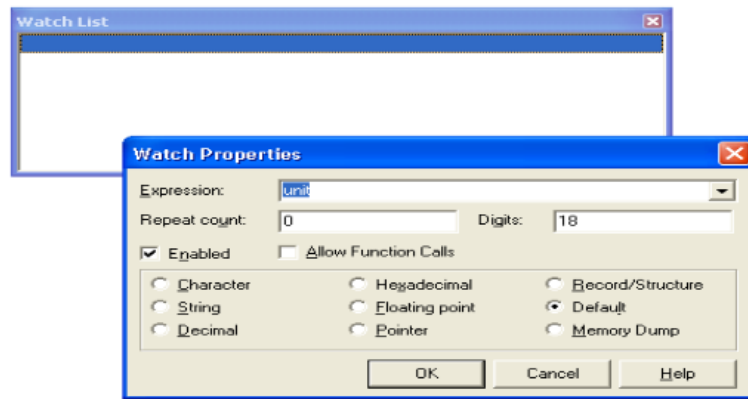 Watch List
Watch Properties
Expression: unit
Repeat count: 0 Digits: 18
Enabled Allow Function Calls
Character Hexadecimal Record/Structure
String Floating point Default
Decimal Pointer Memory Dump
OK Cancel Help